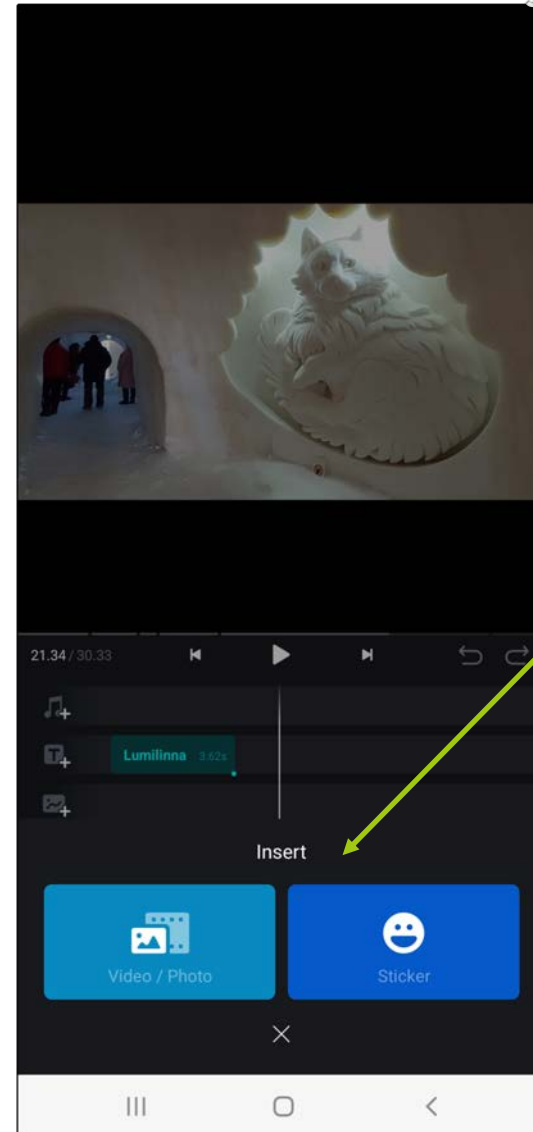 21.34 / 30.33
T
Lumilinna 3.62s
Insert
Video / Photo
Sticker